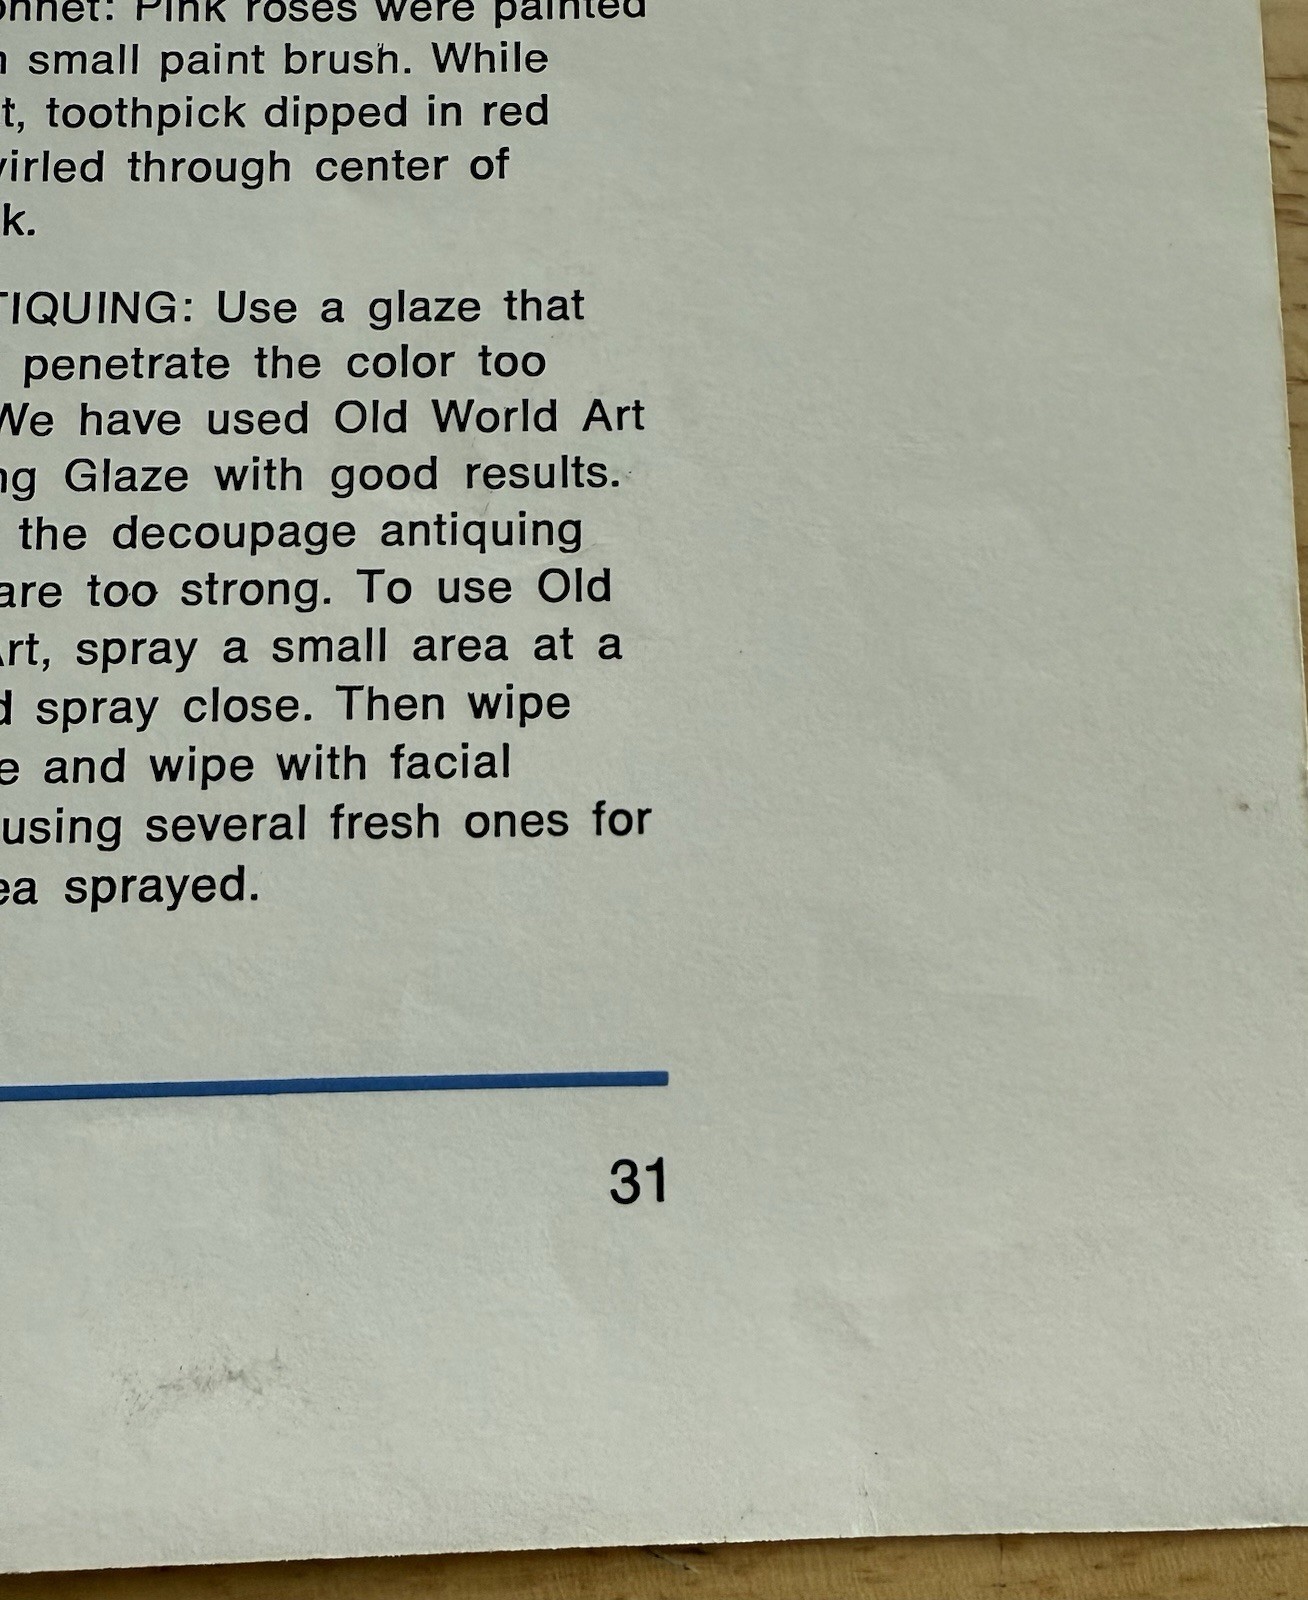 onnet: Pink roses were painted
small paint brush. While
t, toothpick dipped in red
virled through center of
k.
TIQUING: Use a glaze that
penetrate the color too
We have used Old World Art
ng Glaze with good results.
the decoupage antiquing
are too strong. To use Old
Art, spray a small area at a
d spray close. Then wipe
e and wipe with facial
using several fresh ones for
ea sprayed.
31